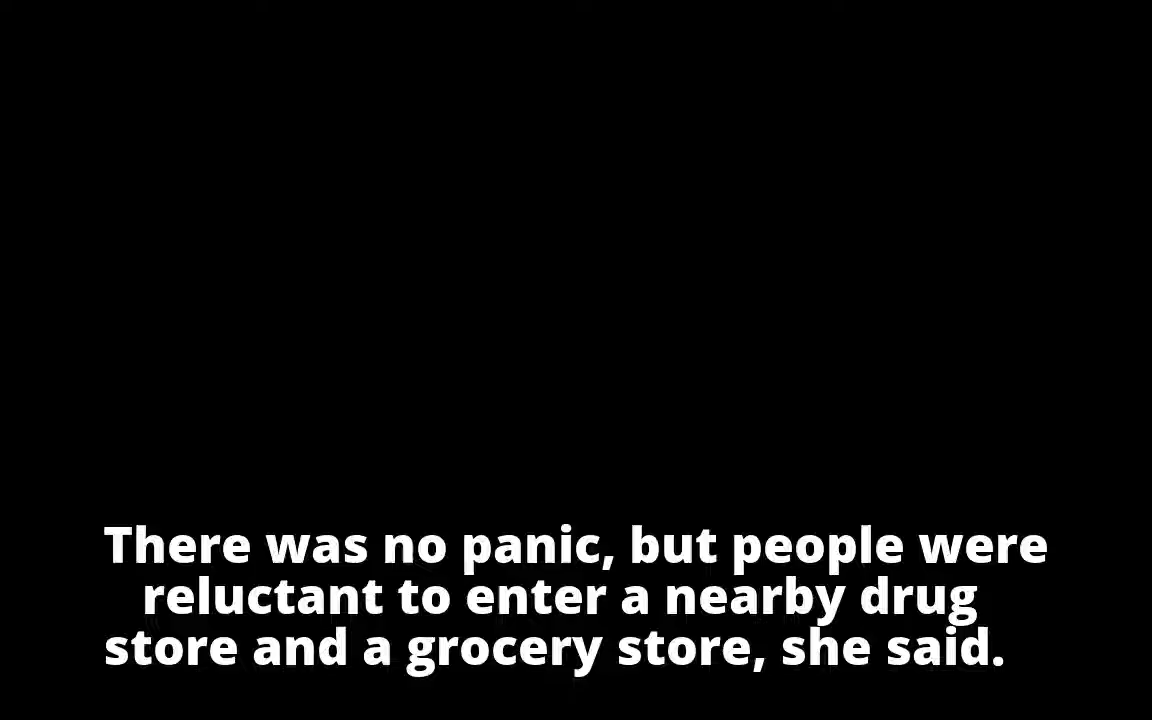 There was no panic, but people were
reluctant to enter a nearby drug
store and a grocery store, she said.